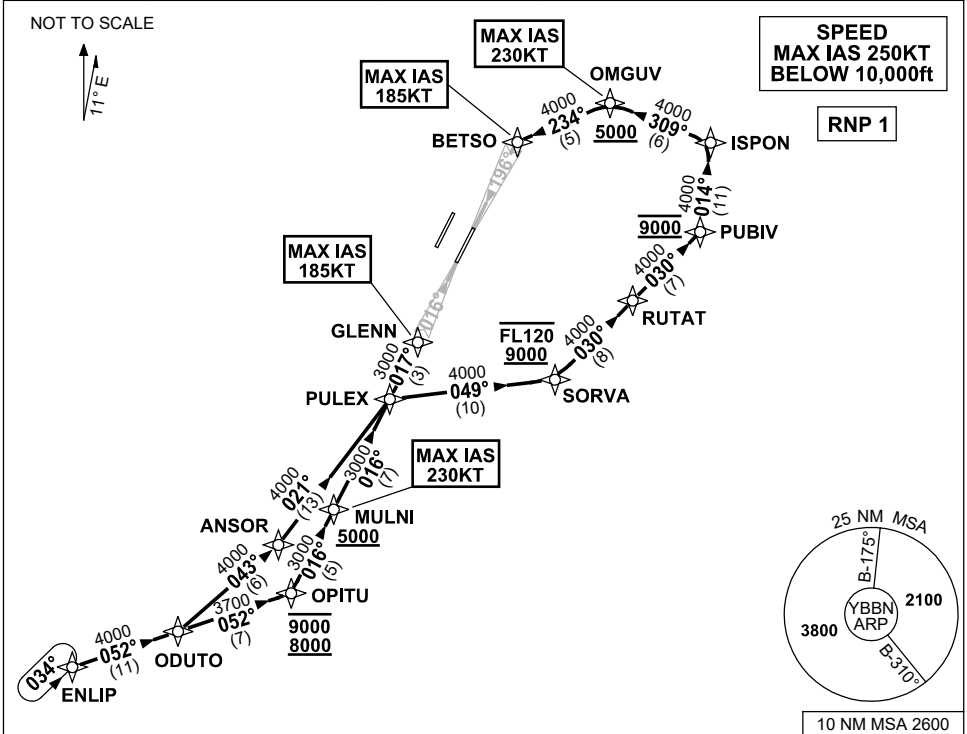 NOT TO SCALE
11° E
SPEED
MAX IAS 250KT
BELOW 10,000ft
RNP 1
MAX IAS
230KT
OMGUV
5000
MAX IAS
185KT
BETSO
4000
234°
(5)
4000
309°
(6)
ISPON
4000
014°
(11)
9000
PUBIV
196°
016°
4000
030°
(7)
RUTAT
MAX IAS
185KT
GLENN
3000
017°
(3)
FL120
9000
4000
030°
(8)
SORVA
PULEX
4000
049°
(10)
MAX IAS
230KT
3000
016°
(7)
MULNI
5000
4000
021°
(13)
ANSOR
3000
016°
(5)
OPITU
9000
8000
4000
043°
(6)
3700
052°
(7)
ODUTO
4000
052°
(11)
034°
ENLIP
25 NM MSA
B-175°
YBBN
ARP
2100
3800
B-310°
10 NM MSA 2600